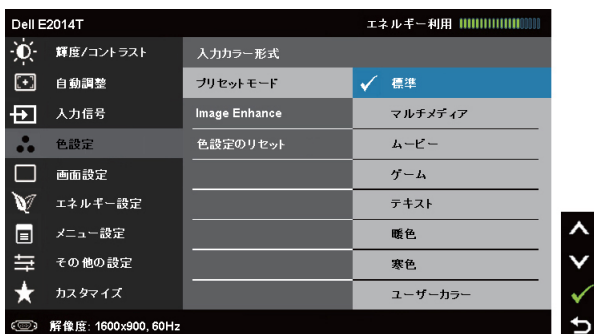 Dell E2014T エネルギー利用
輝度/コントラスト 入力カラー形式
自動調整 プリセットモード 標準
入力信号 Image Enhance マルチメディア
色設定 色設定のリセット ムービー
画面設定 ゲーム
エネルギー設定 テキスト
メニュー設定 暖色
その他の設定 寒色
カスタマイズ ユーザーカラー
解像度: 1600x900, 60Hz